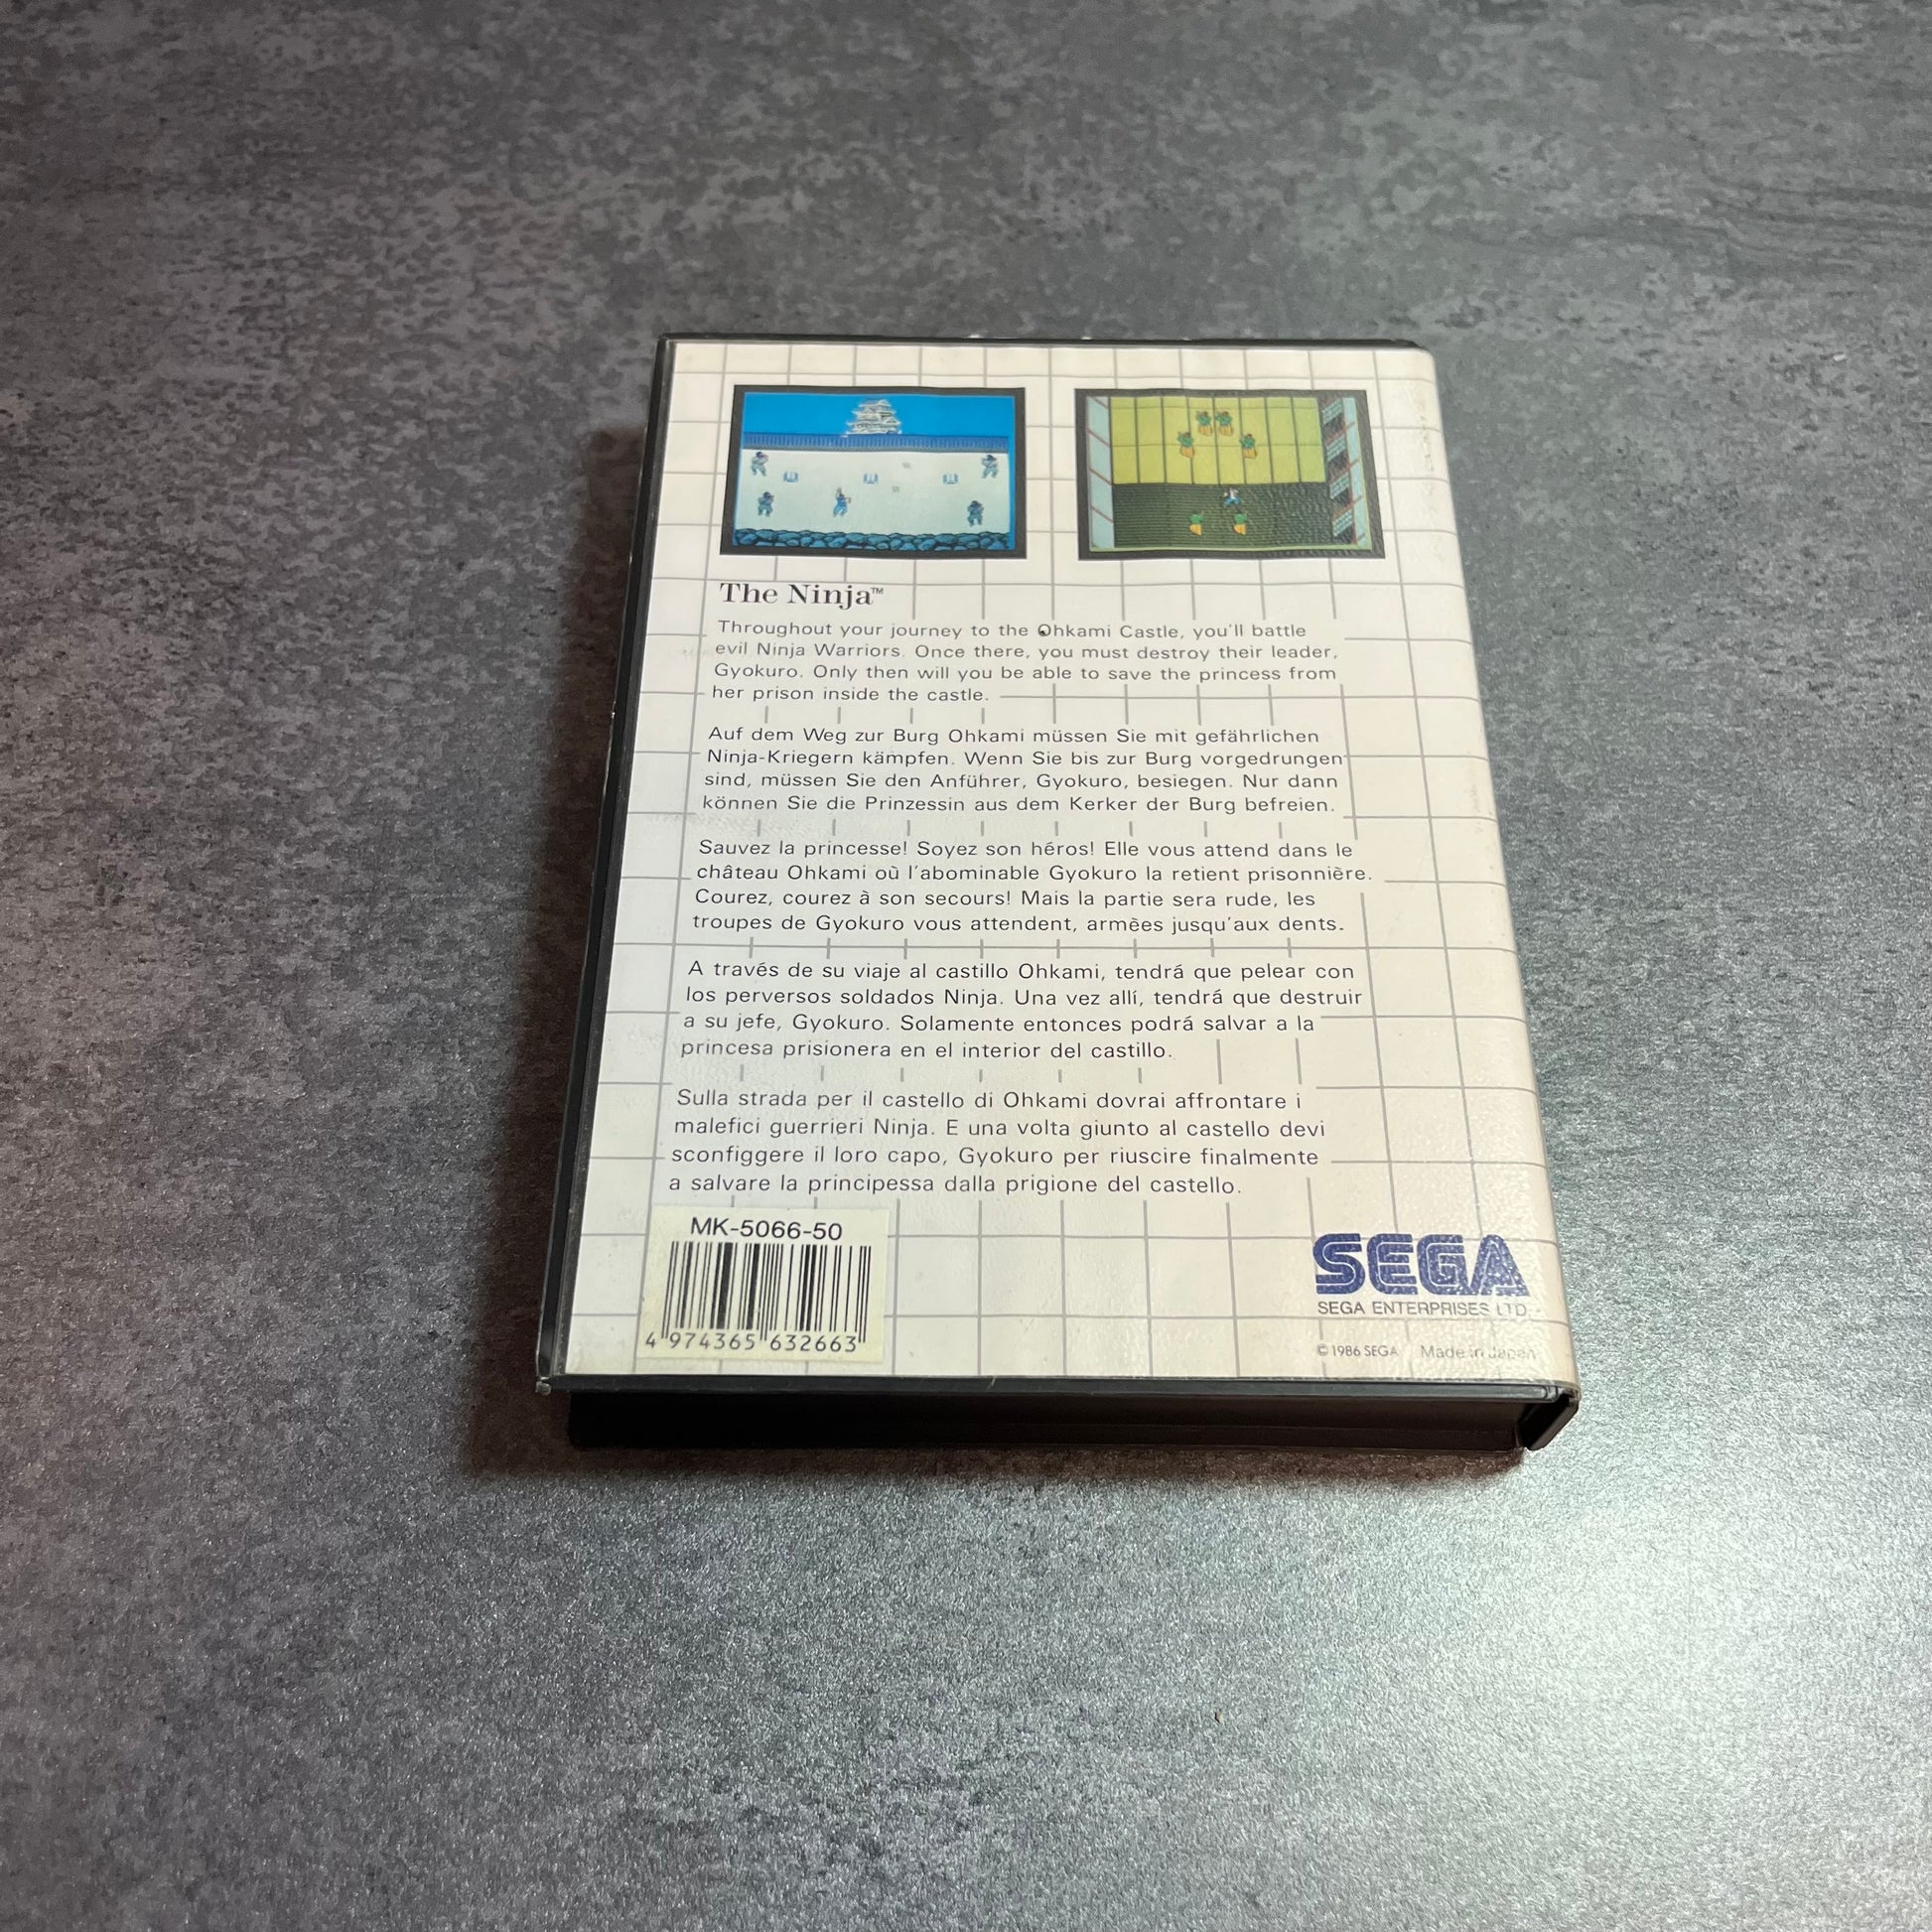 The Ninja™
Throughout your journey to the Ohkami Castle, you'll battle
evil Ninja Warriors. Once there, you must destroy their leader,
Gyokuro. Only then will you be able to save the princess from
her prison inside the castle.
Auf dem Weg zur Burg Ohkami müssen Sie mit gefährlichen
Ninja-Kriegern kämpfen. Wenn Sie bis zur Burg vorgedrungen
sind, müssen Sie den Anführer, Gyokuro, besiegen. Nur dann
können Sie die Prinzessin aus dem Kerker der Burg befreien.
Sauvez la princesse! Soyez son héros! Elle vous attend dans le
château Ohkami où l'abominable Gyokuro la retient prisonnière.
Courez, courez à son secours! Mais la partie sera rude, les
troupes de Gyokuro vous attendent, armèes jusqu'aux dents.
A través de su viaje al castillo Ohkami, tendrá que pelear con
los perversos soldados Ninja. Una vez allí, tendrá que destruir
a su jefe, Gyokuro. Solamente entonces podrá salvar a la
princesa prisionera en el interior del castillo.
Sulla strada per il castello di Ohkami dovrai affrontare i
malefici guerrieri Ninja. E una volta giunto al castello devi
sconfiggere il loro capo, Gyokuro per riuscire finalmente
a salvare la principessa dalla prigione del castello.
MK-5066-50
4 974365 632663
SEGA
SEGA ENTERPRISES LTD.
© 1986 SEGA Made in Japan